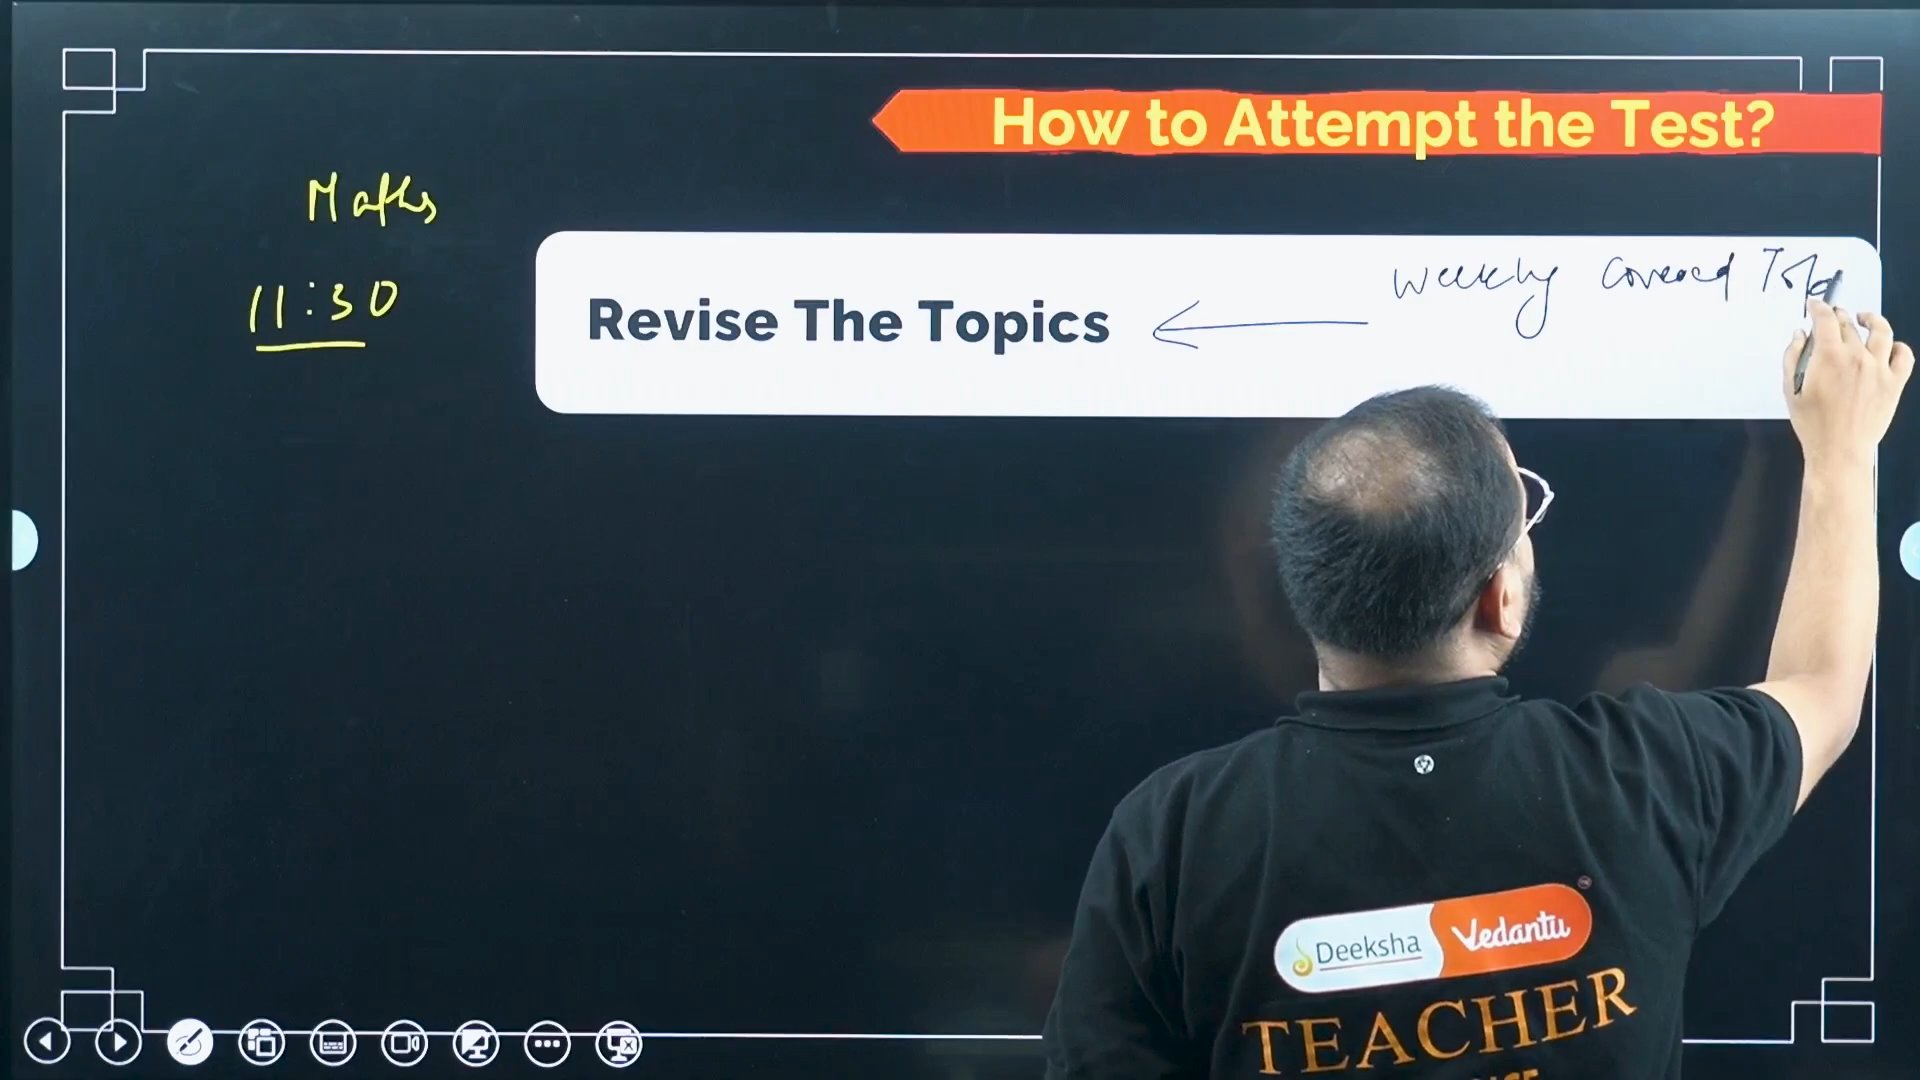 How to Attempt the Test?
Maths
11:30
Revise The Topics
weekly covered
Deeksha Vedantu
TEACHER